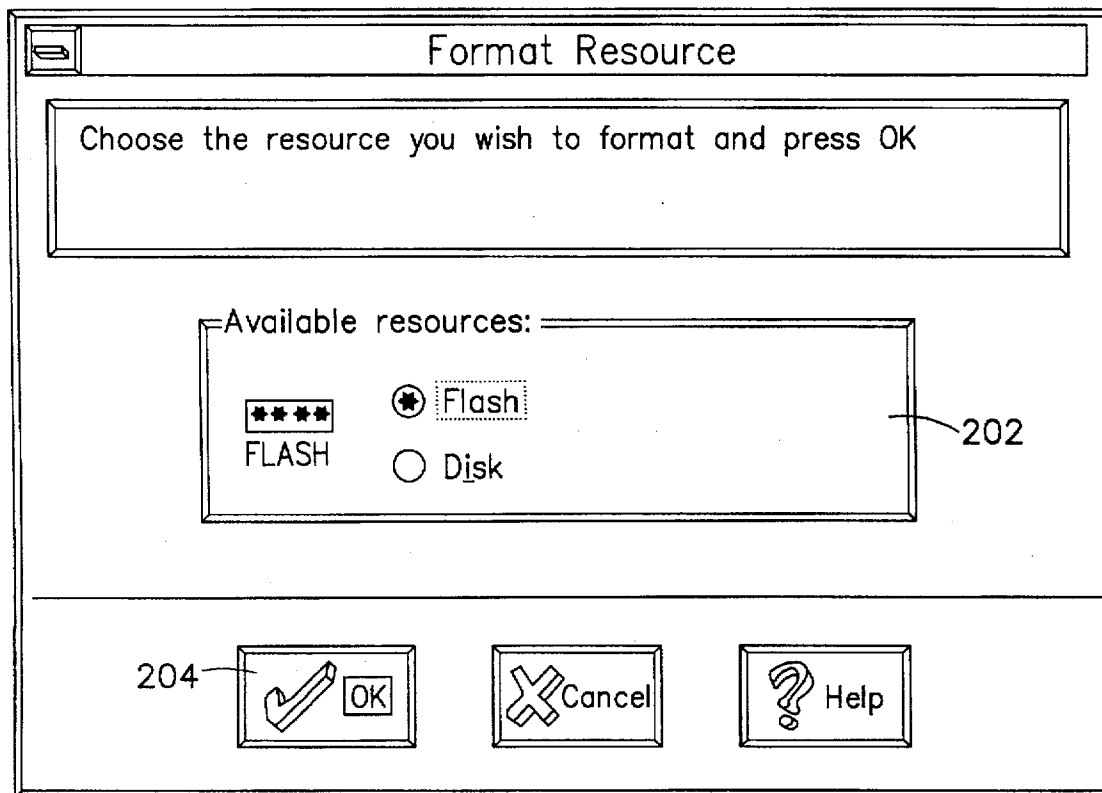 Format Resource
Choose the resource you wish to format and press OK
Available resources:
Flash
FLASH
Disk
202
204
OK
Cancel
Help